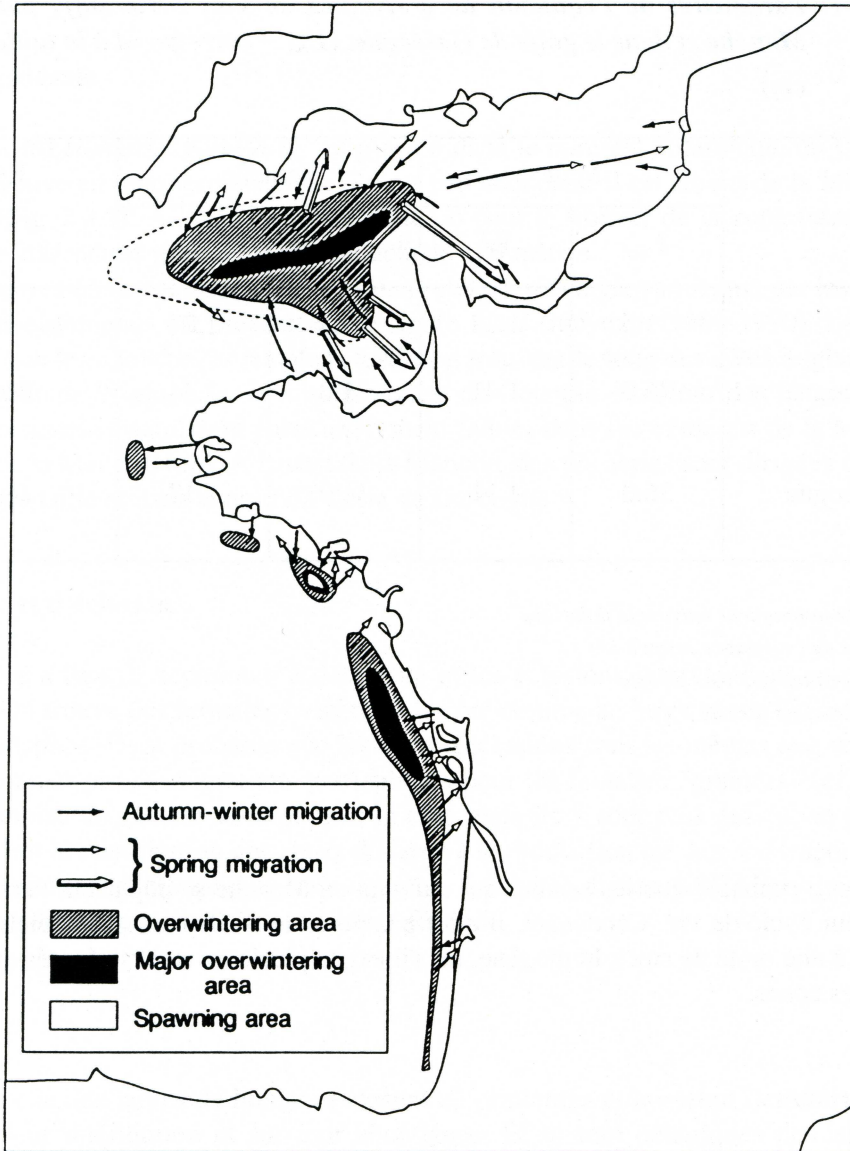 Autumn-winter migration
Spring migration
Overwintering area
Major overwintering
area
Spawning area